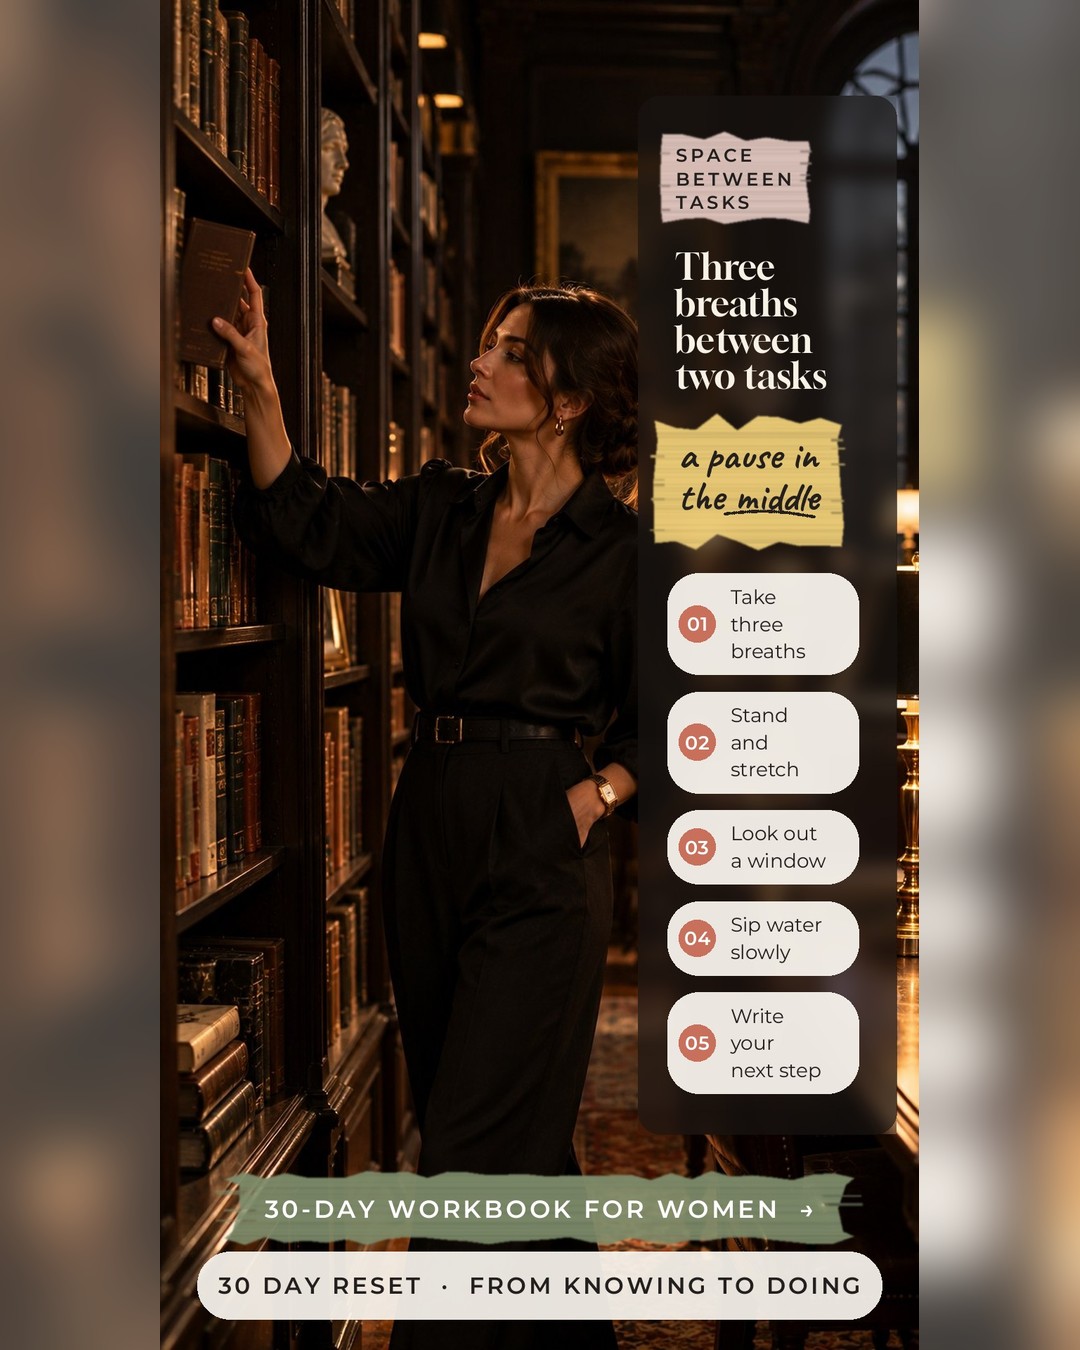 SPACE
BETWEEN
TASKS
Three
breaths
between
two tasks
a pause in
the middle
01 Take
three
breaths
02 Stand
and
stretch
03 Look out
a window
04 Sip water
slowly
05 Write
your
next step
30-DAY WORKBOOK FOR WOMEN →
30 DAY RESET · FROM KNOWING TO DOING